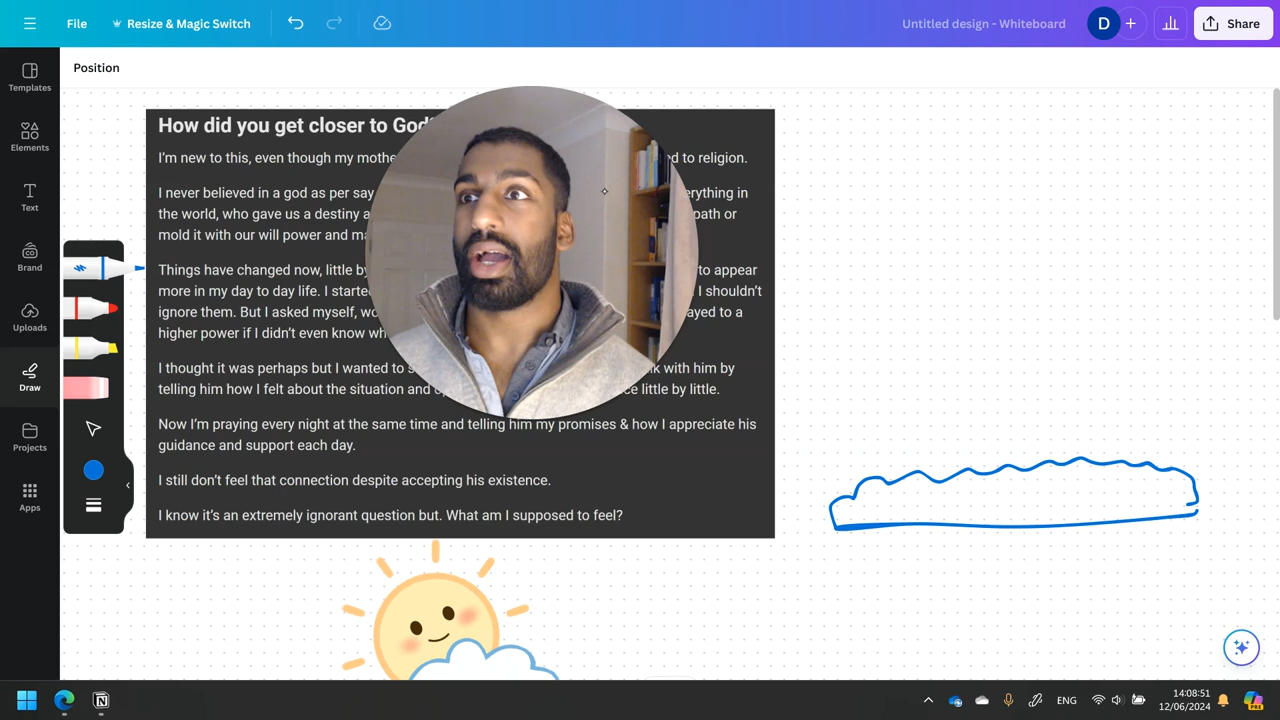 File
Resize & Magic Switch
Untitled design - Whiteboard
D
+
Share
Position
Templates
Elements
Text
Brand
Uploads
Draw
Projects
Apps
How did you get closer to God
I'm new to this, even though my mothe d to religion.
I never believed in a god as per say erything in
the world, who gave us a destiny a path or
mold it with our will power and ma
Things have changed now, little by to appear
more in my day to day life. I started I shouldn't
ignore them. But I asked myself, wo ayed to a
higher power if I didn't even know wh
I thought it was perhaps but I wanted to s k with him by
telling him how I felt about the situation and ce little by little.
Now I'm praying every night at the same time and telling him my promises & how I appreciate his
guidance and support each day.
I still don't feel that connection despite accepting his existence.
I know it's an extremely ignorant question but. What am I supposed to feel?
ENG
14:08:51
12/06/2024
PRE